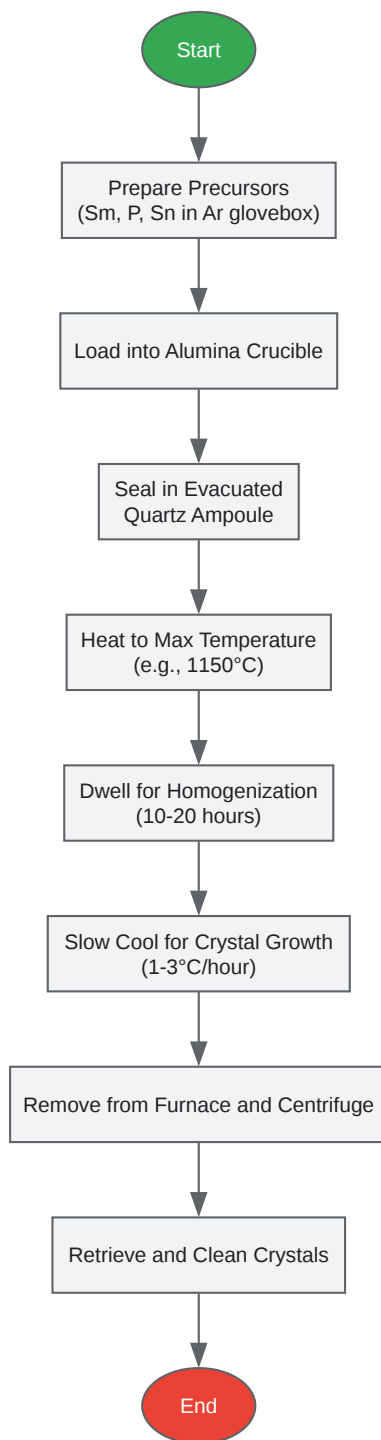 Start
Prepare Precursors
(Sm, P, Sn in Ar glovebox)
Load into Alumina Crucible
Seal in Evacuated
Quartz Ampoule
Heat to Max Temperature
(e.g., 1150°C)
Dwell for Homogenization
(10-20 hours)
Slow Cool for Crystal Growth
(1-3°C/hour)
Remove from Furnace and Centrifuge
Retrieve and Clean Crystals
End